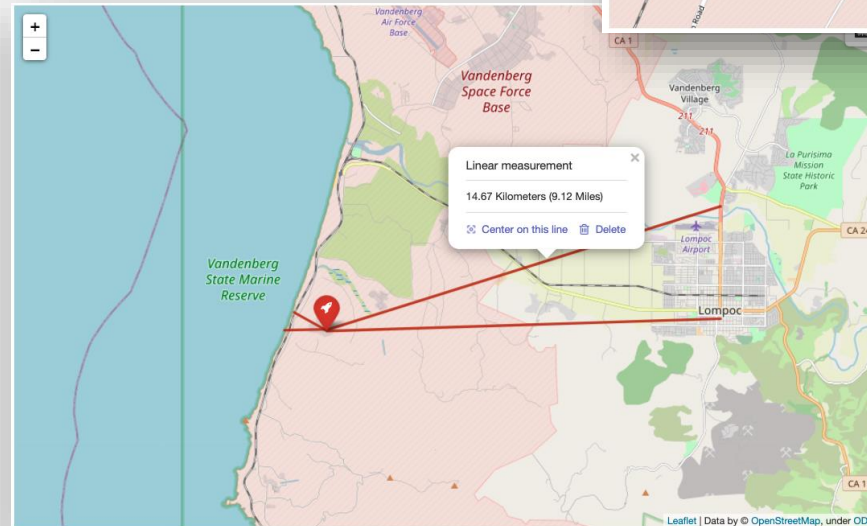 Road
CA 1
+
−
Vandenberg
Air Force
Base
Vandenberg
Space Force
Base
Vandenberg
Village
211
211
La Purisima
Mission
State Historic
Park
Linear measurement
×
14.67 Kilometers (9.12 Miles)
Center on this line
Delete
Lompoc
Airport
CA 24
Vandenberg
State Marine
Reserve
Lompoc
CA 1
Leaflet | Data by © OpenStreetMap, under OD